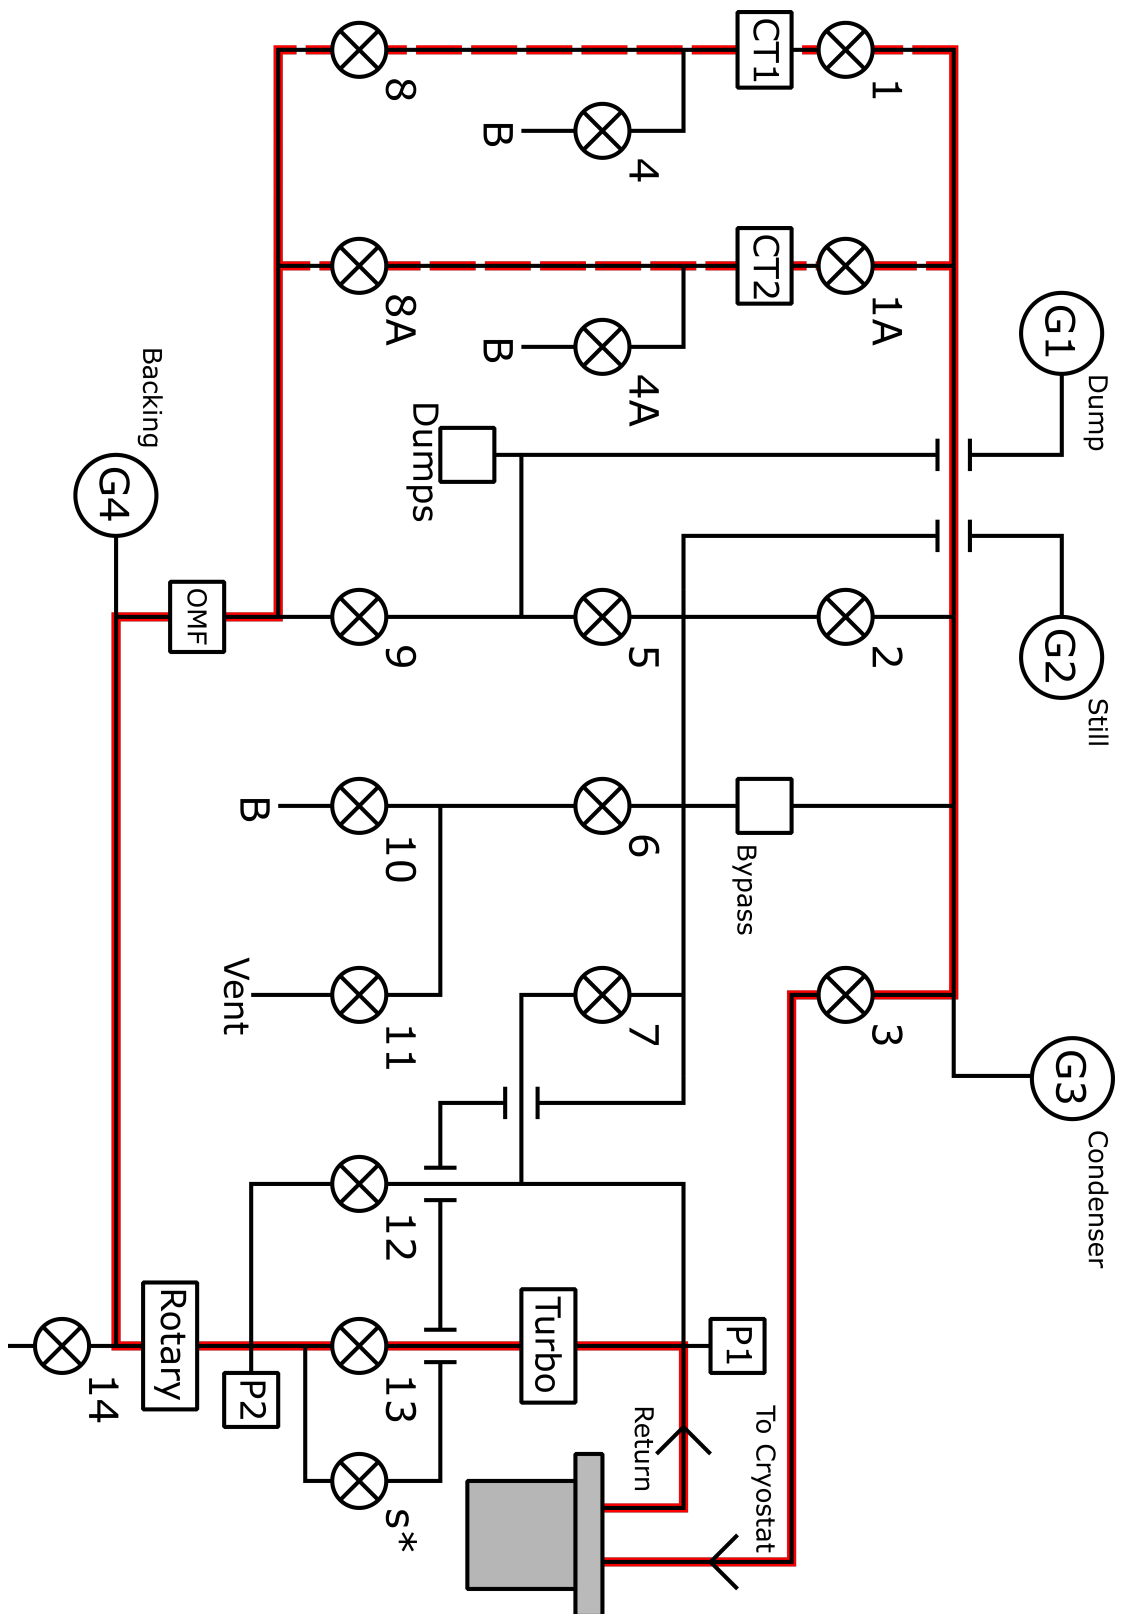 Dump
Still
Condenser
G1
G2
G3
1
1A
2
3
CT1
CT2
Bypass
P1
To Cryostat
4
4A
5
6
7
Return
Turbo
B
B
Dumps
8
8A
9
10
11
12
13
s*
B
Vent
P2
OMF
Rotary
Backing
G4
14